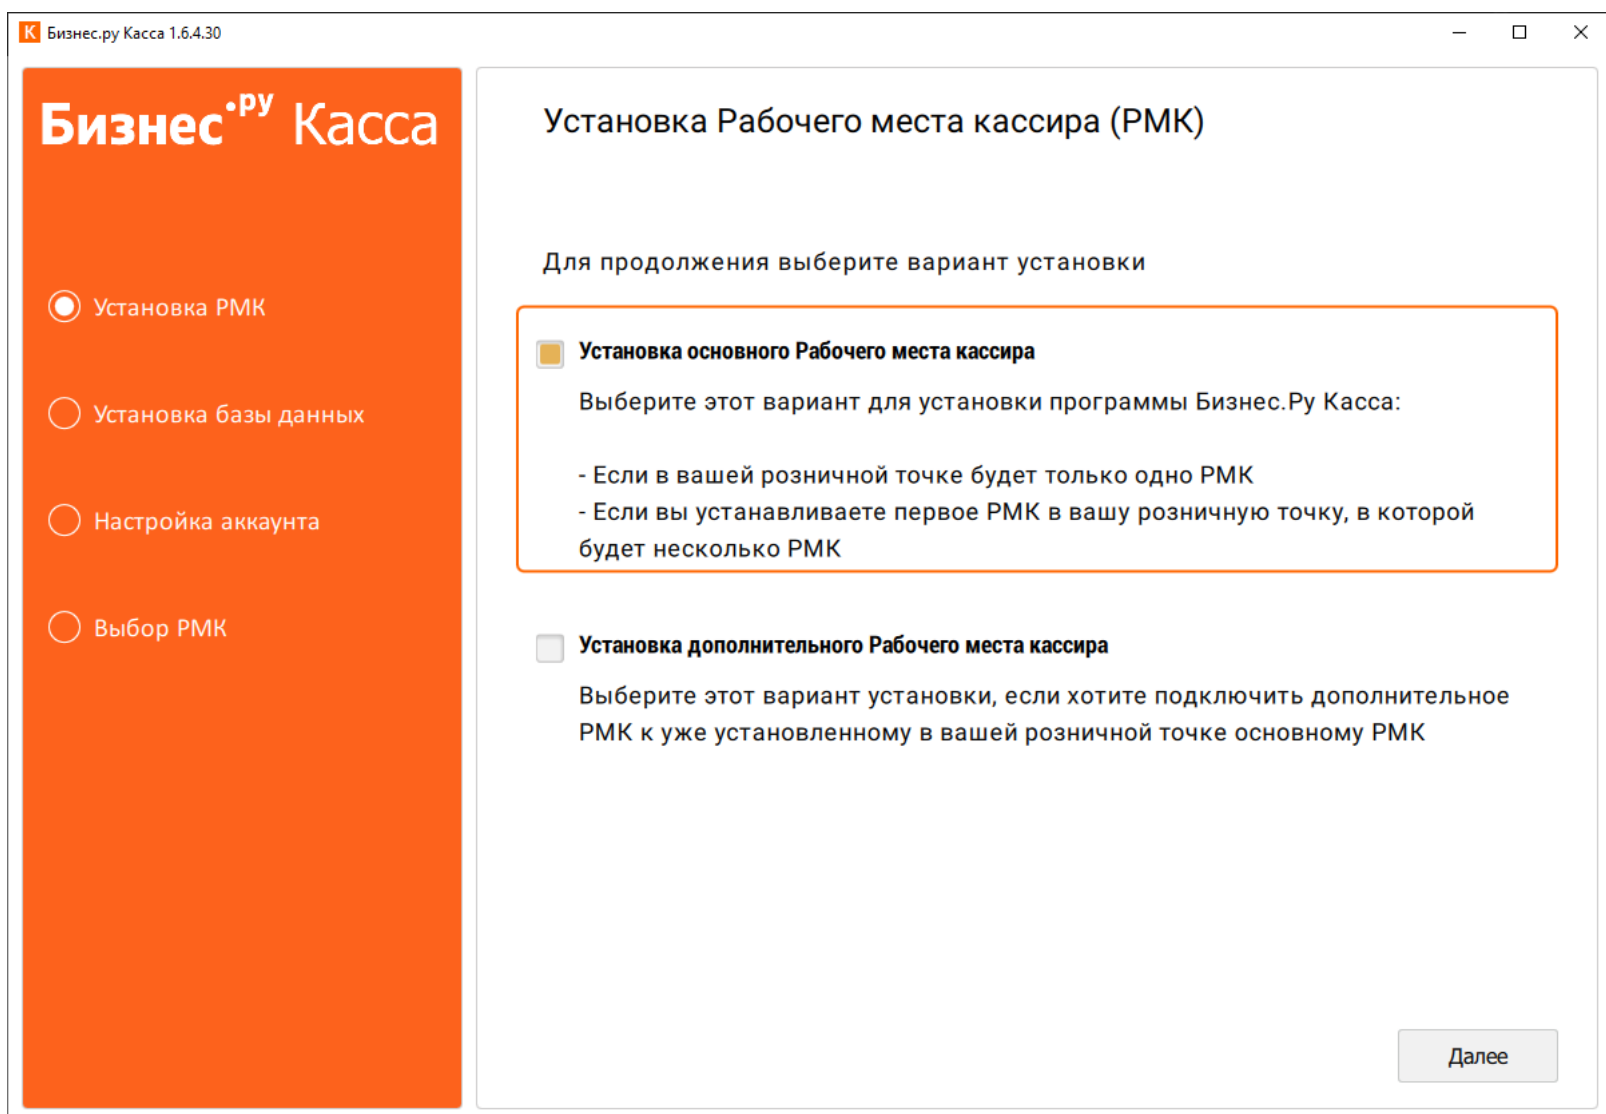 К Бизнес.ру Касса 1.6.4.30
Бизнес.ру Касса
Установка РМК
Установка базы данных
Настройка аккаунта
Выбор РМК
Установка Рабочего места кассира (РМК)
Для продолжения выберите вариант установки
Установка основного Рабочего места кассира
Выберите этот вариант для установки программы Бизнес.Ру Касса:
- Если в вашей розничной точке будет только одно РМК
- Если вы устанавливаете первое РМК в вашу розничную точку, в которой
будет несколько РМК
Установка дополнительного Рабочего места кассира
Выберите этот вариант установки, если хотите подключить дополнительное
РМК к уже установленному в вашей розничной точке основному РМК
Далее